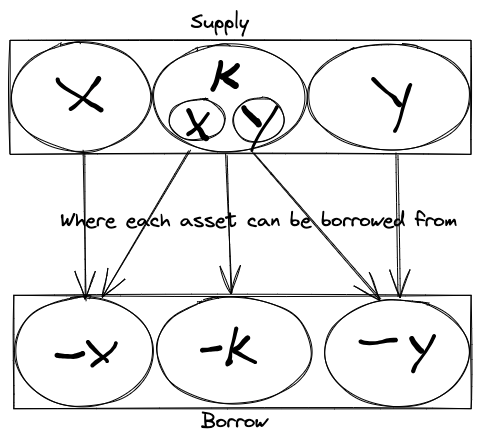 Supply
X K Y
X Y
Where each asset can be borrowed from
-X -K -Y
Borrow